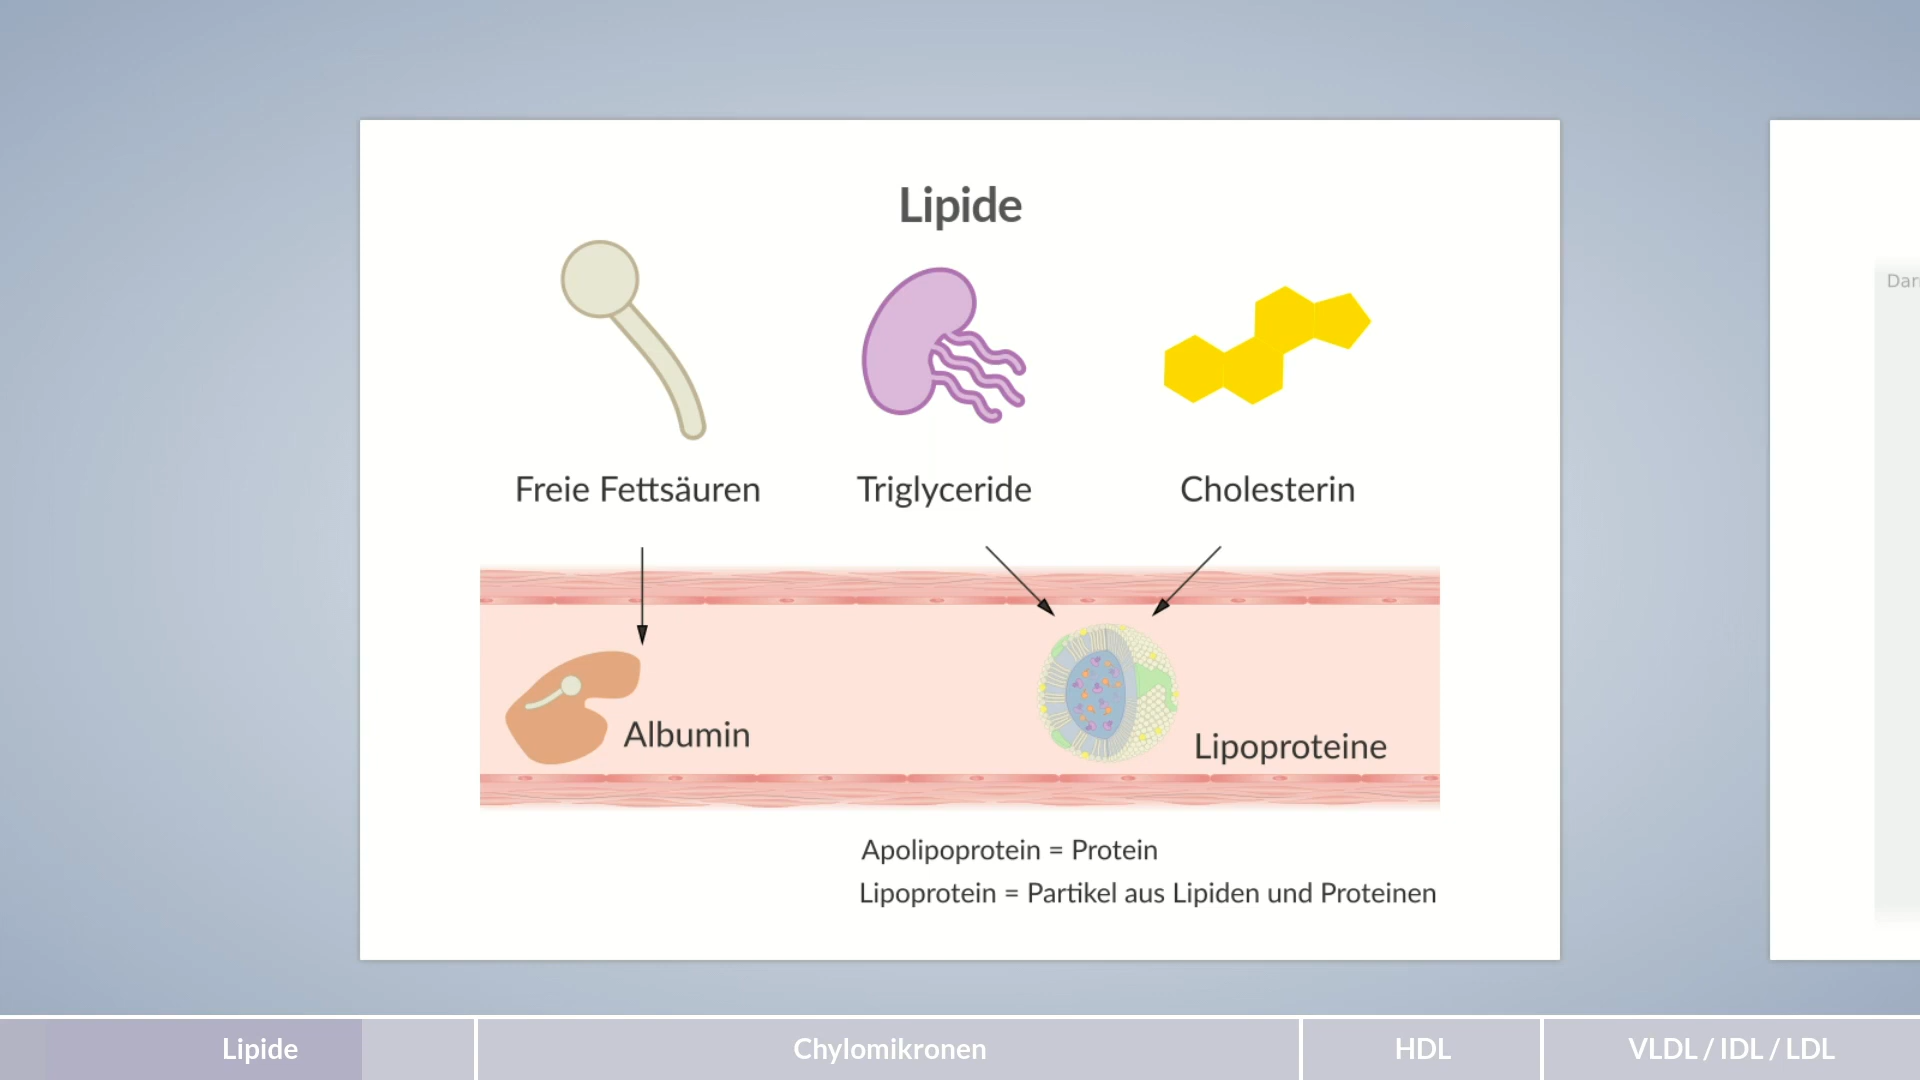 Lipide
Freie Fettsäuren
Triglyceride
Cholesterin
Albumin
Lipoproteine
Apolipoprotein = Protein
Lipoprotein = Partikel aus Lipiden und Proteinen
Lipide
Chylomikronen
HDL
VLDL / IDL / LDL